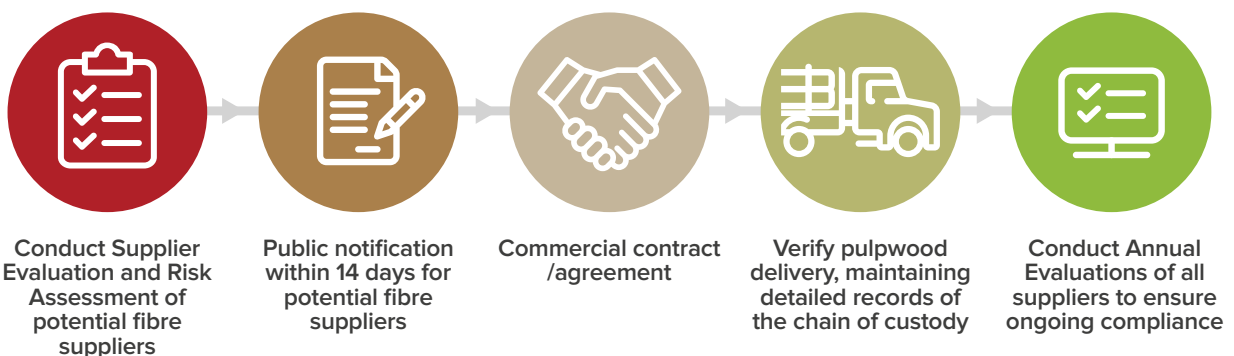 Conduct Supplier
Evaluation and Risk
Assessment of
potential fibre
suppliers
Public notification
within 14 days for
potential fibre
suppliers
Commercial contract
/agreement
Verify pulpwood
delivery, maintaining
detailed records of
the chain of custody
Conduct Annual
Evaluations of all
suppliers to ensure
ongoing compliance